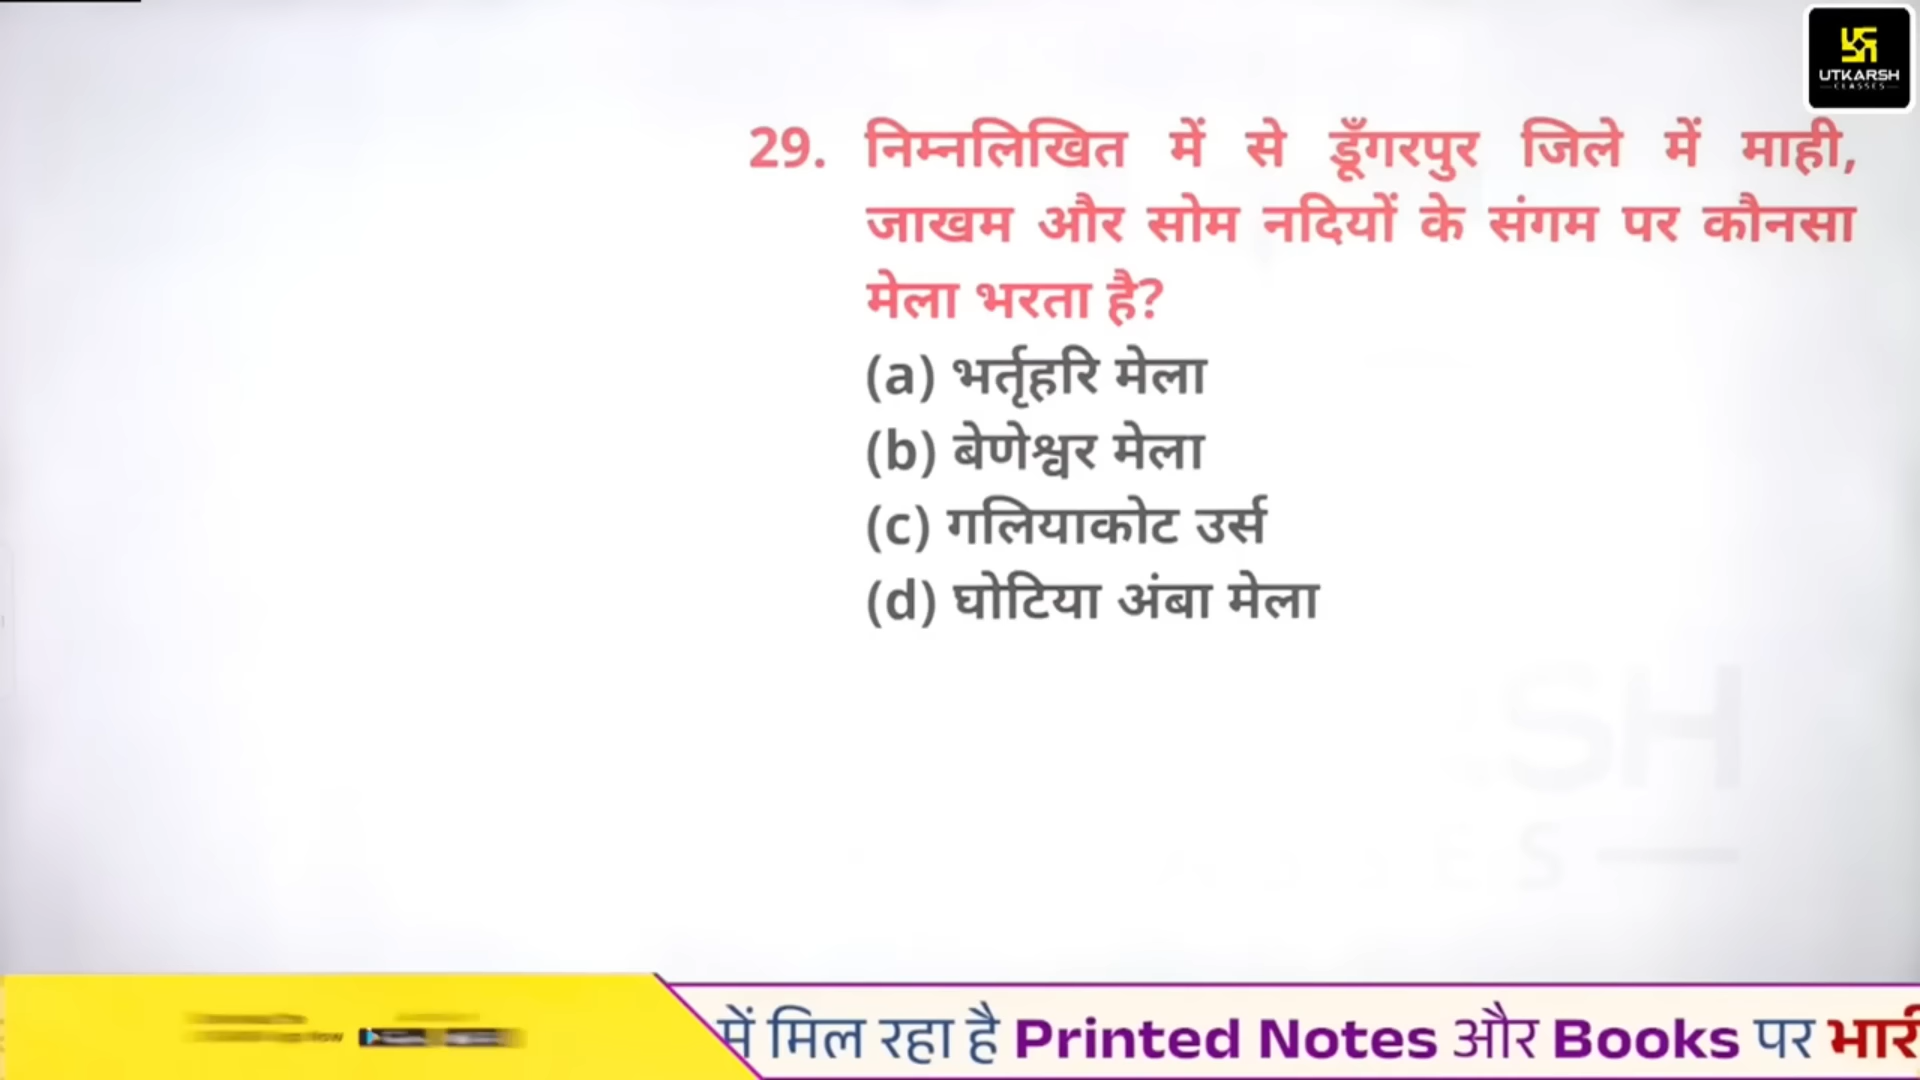 UTKARSH
CLASSES
29. निम्नलिखित में से डूँगरपुर जिले में माही,
जाखम और सोम नदियों के संगम पर कौनसा
मेला भरता है?
(a) भर्तृहरि मेला
(b) बेणेश्वर मेला
(c) गलियाकोट उर्स
(d) घोटिया अंबा मेला
में मिल रहा है Printed Notes और Books पर भारी